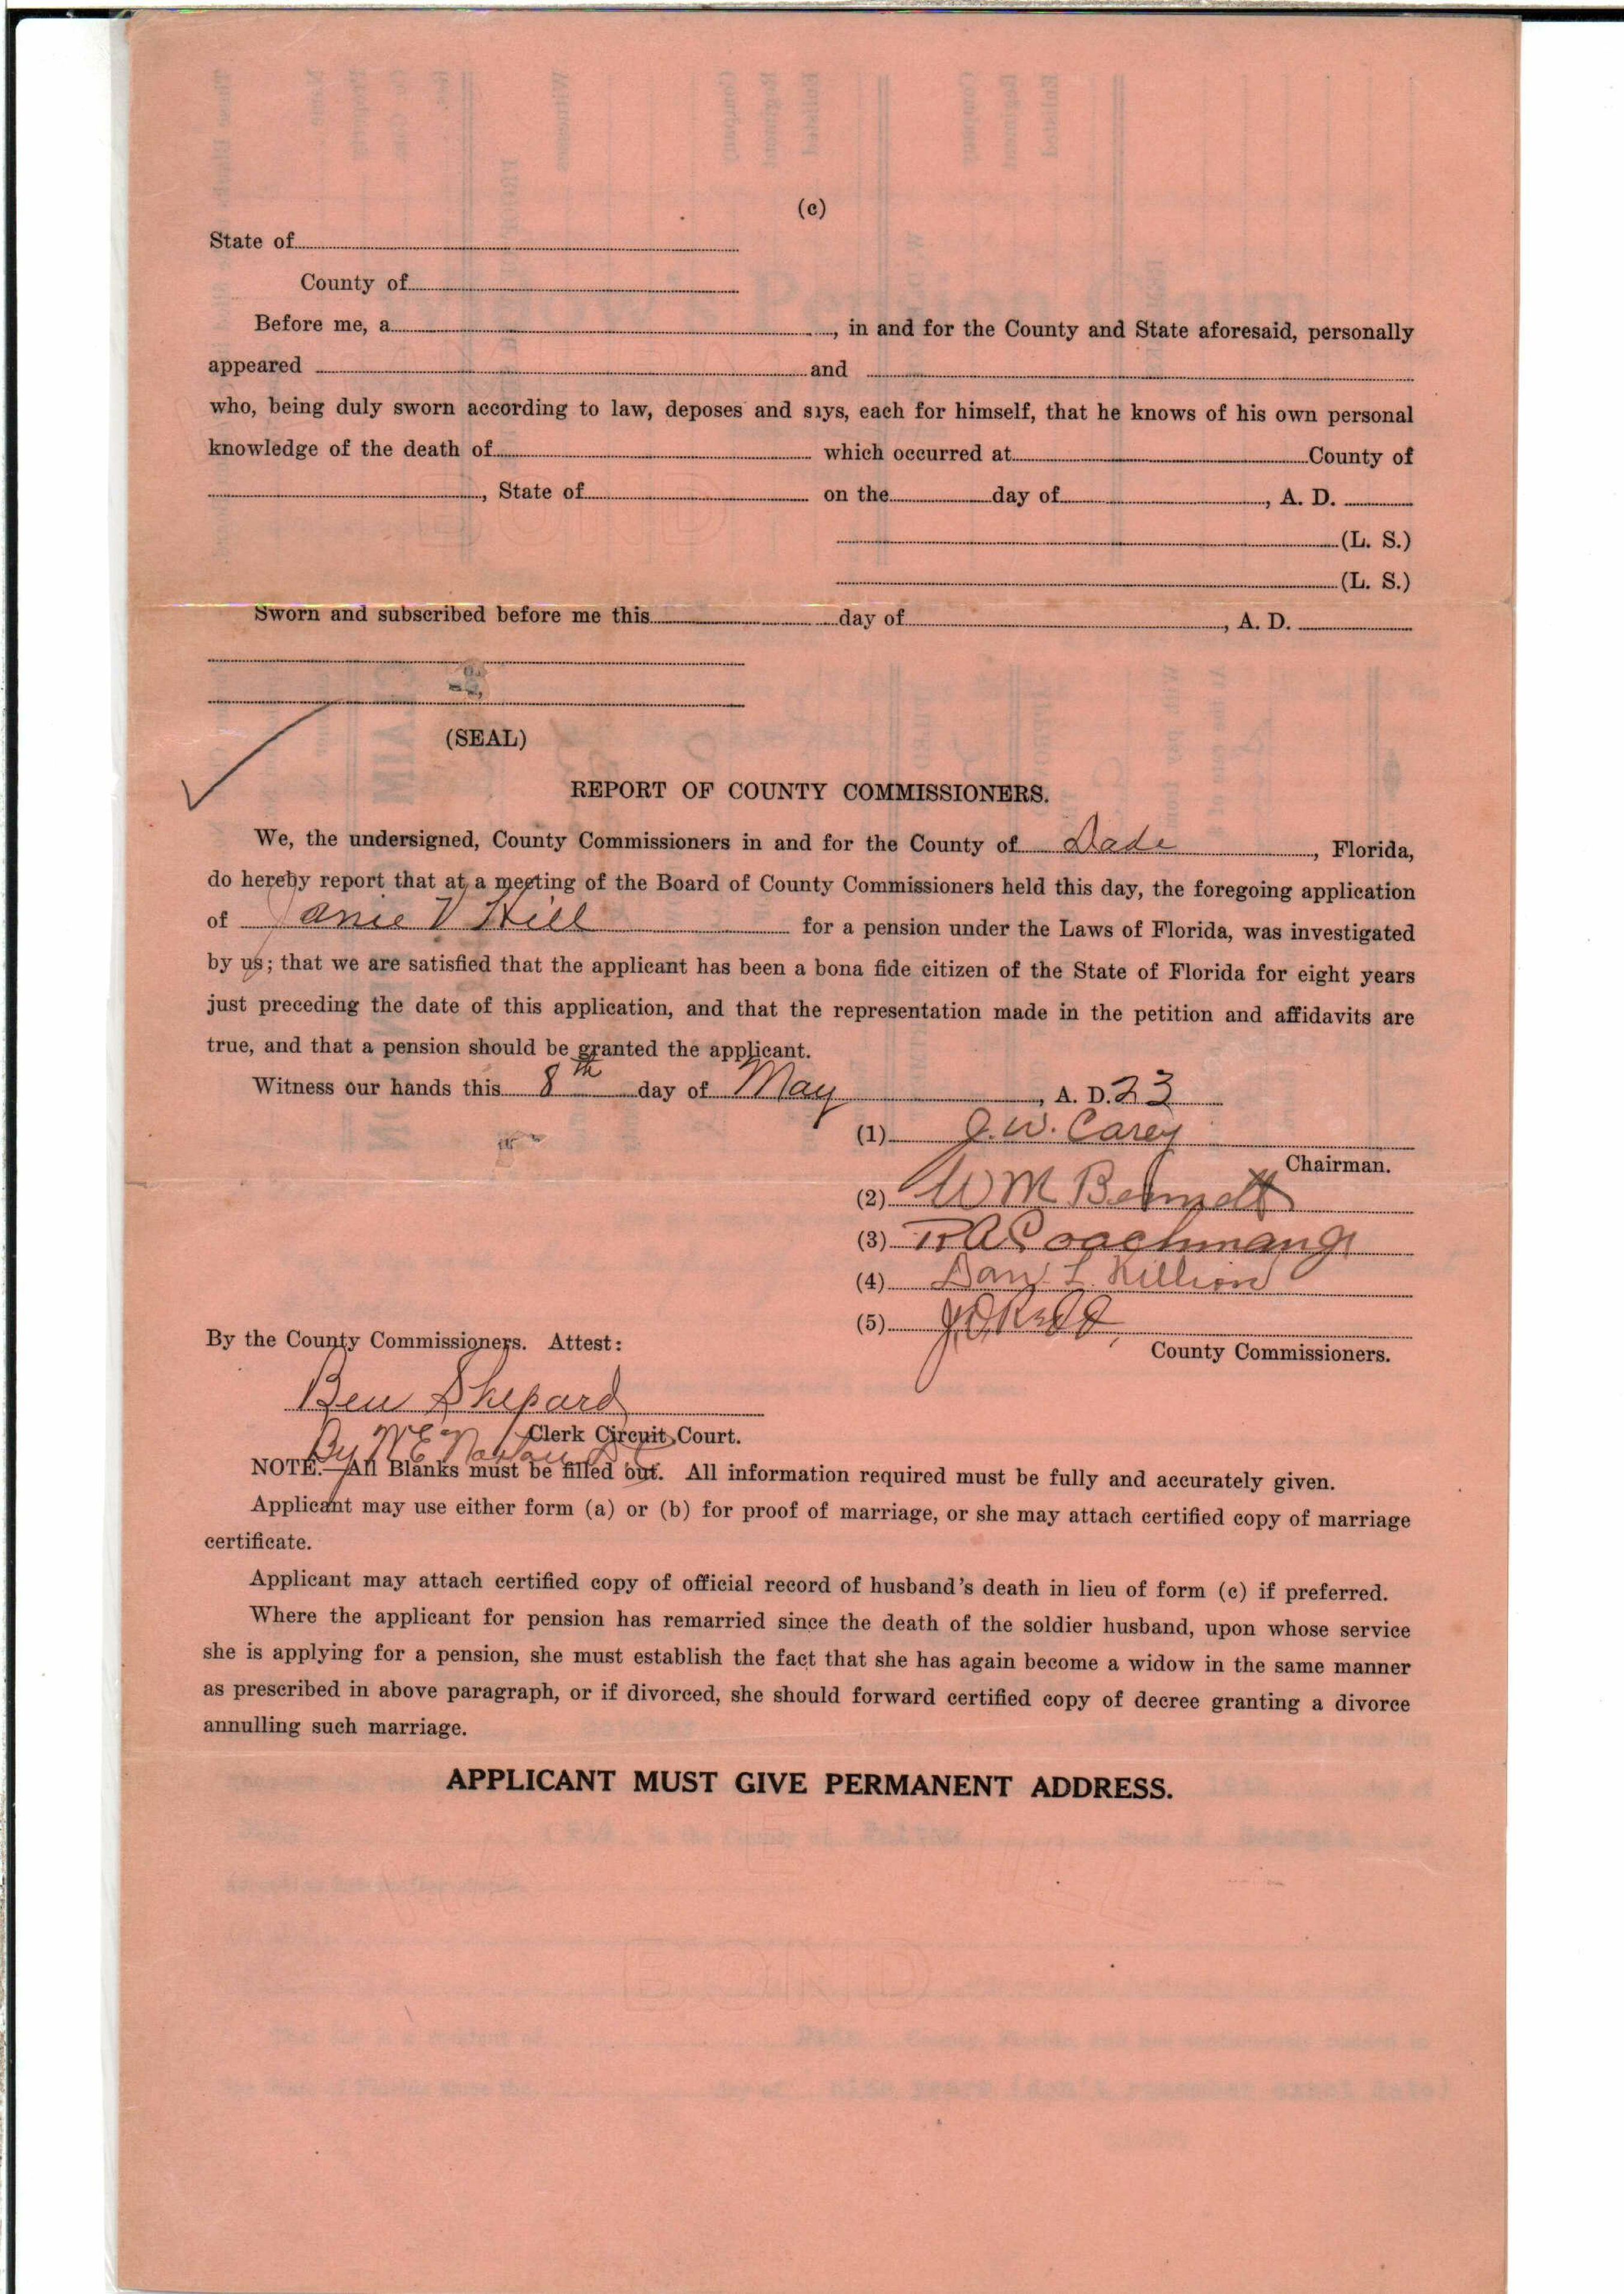 (c)
State of
County of
Before me, a , in and for the County and State aforesaid, personally
appeared and
who, being duly sworn according to law, deposes and says, each for himself, that he knows of his own personal
knowledge of the death of which occurred at County of
, State of on the day of , A. D.
(L. S.)
(L. S.)
Sworn and subscribed before me this day of , A. D.
(SEAL)
REPORT OF COUNTY COMMISSIONERS.
We, the undersigned, County Commissioners in and for the County of Dade , Florida,
do hereby report that at a meeting of the Board of County Commissioners held this day, the foregoing application
of Janie V Hill for a pension under the Laws of Florida, was investigated
by us; that we are satisfied that the applicant has been a bona fide citizen of the State of Florida for eight years
just preceding the date of this application, and that the representation made in the petition and affidavits are
true, and that a pension should be granted the applicant.
Witness our hands this 8th day of May , A. D. 23
(1) J. W. Carey
Chairman.
(2) W M Bennett
(3) R A Coachman Jr
(4) Dan L. Killian
(5) J D Redd
By the County Commissioners. Attest:
County Commissioners.
Ben Shepard
Clerk Circuit Court.
By N E
NOTE.—All Blanks must be filled out. All information required must be fully and accurately given.
Applicant may use either form (a) or (b) for proof of marriage, or she may attach certified copy of marriage
certificate.
Applicant may attach certified copy of official record of husband's death in lieu of form (c) if preferred.
Where the applicant for pension has remarried since the death of the soldier husband, upon whose service
she is applying for a pension, she must establish the fact that she has again become a widow in the same manner
as prescribed in above paragraph, or if divorced, she should forward certified copy of decree granting a divorce
annulling such marriage.
APPLICANT MUST GIVE PERMANENT ADDRESS.